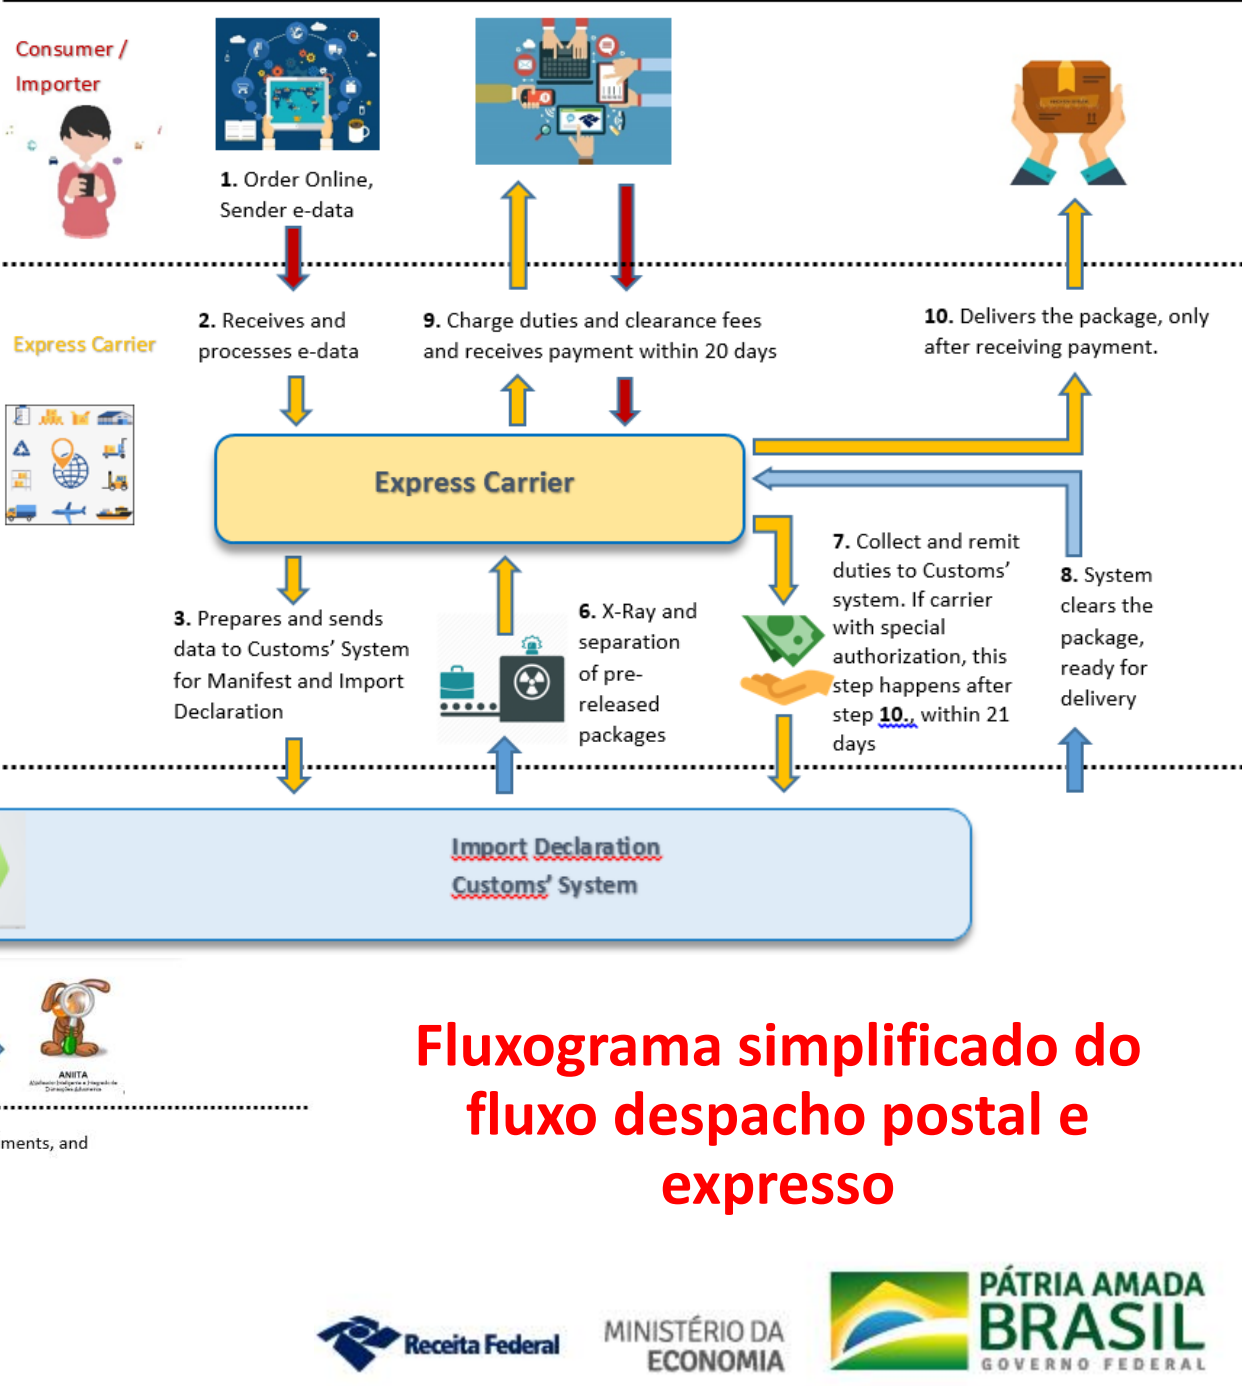 Consumer /
Importer
1. Order Online,
Sender e-data
Express Carrier
2. Receives and
processes e-data
9. Charge duties and clearance fees
and receives payment within 20 days
10. Delivers the package, only
after receiving payment.
Express Carrier
3. Prepares and sends
data to Customs’ System
for Manifest and Import
Declaration
6. X-Ray and
separation
of pre-
released
packages
7. Collect and remit
duties to Customs’
system. If carrier
with special
authorization, this
step happens after
step 10., within 21
days
8. System
clears the
package,
ready for
delivery
Import Declaration
Customs’ System
ANIITA
ments, and
Fluxograma simplificado do
fluxo despacho postal e
expresso
Receita Federal
MINISTÉRIO DA
ECONOMIA
PÁTRIA AMADA
BRASIL
GOVERNO FEDERAL